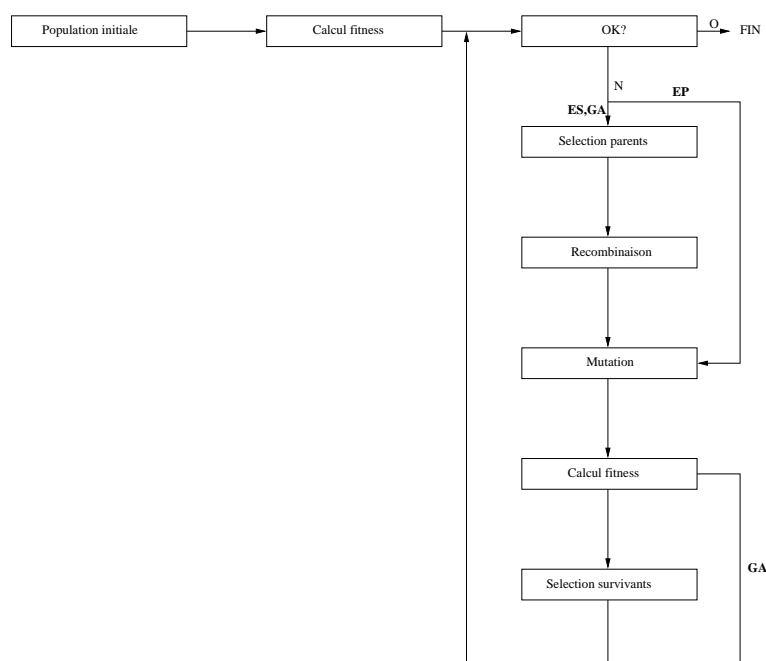 Population initiale
Calcul fitness
OK?
O
FIN
N
EP
ES,GA
Selection parents
Recombinaison
Mutation
Calcul fitness
GA
Selection survivants